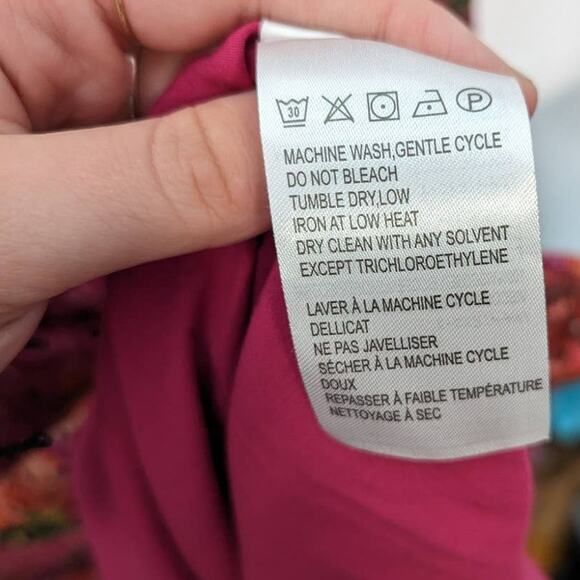 30 P
MACHINE WASH,GENTLE CYCLE
DO NOT BLEACH
TUMBLE DRY,LOW
IRON AT LOW HEAT
DRY CLEAN WITH ANY SOLVENT
EXCEPT TRICHLOROETHYLENE
LAVER À LA MACHINE CYCLE
DELLICAT
NE PAS JAVELLISER
SÉCHER À LA MACHINE CYCLE
DOUX
REPASSER À FAIBLE TEMPÉRATURE
NETTOYAGE À SEC